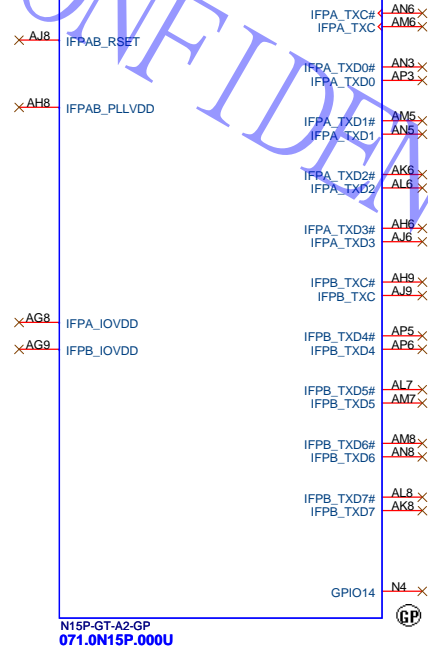 AN6 IFPA_TXC#
AM6 IFPA_TXC
AJ8 IFPAB_RSET
AN3 IFPA_TXD0#
AP3 IFPA_TXD0
AH8 IFPAB_PLLVDD
AM5 IFPA_TXD1#
AN5 IFPA_TXD1
AK6 IFPA_TXD2#
AL6 IFPA_TXD2
AH6 IFPA_TXD3#
AJ6 IFPA_TXD3
AH9 IFPB_TXC#
AJ9 IFPB_TXC
AG8 IFPA_IOVDD
AP5 IFPB_TXD4#
AG9 IFPB_IOVDD
AP6 IFPB_TXD4
AL7 IFPB_TXD5#
AM7 IFPB_TXD5
AM8 IFPB_TXD6#
AN8 IFPB_TXD6
AL8 IFPB_TXD7#
AK8 IFPB_TXD7
N4 GPIO14
GP
N15P-GT-A2-GP
071.0N15P.000U
ONFIDEN